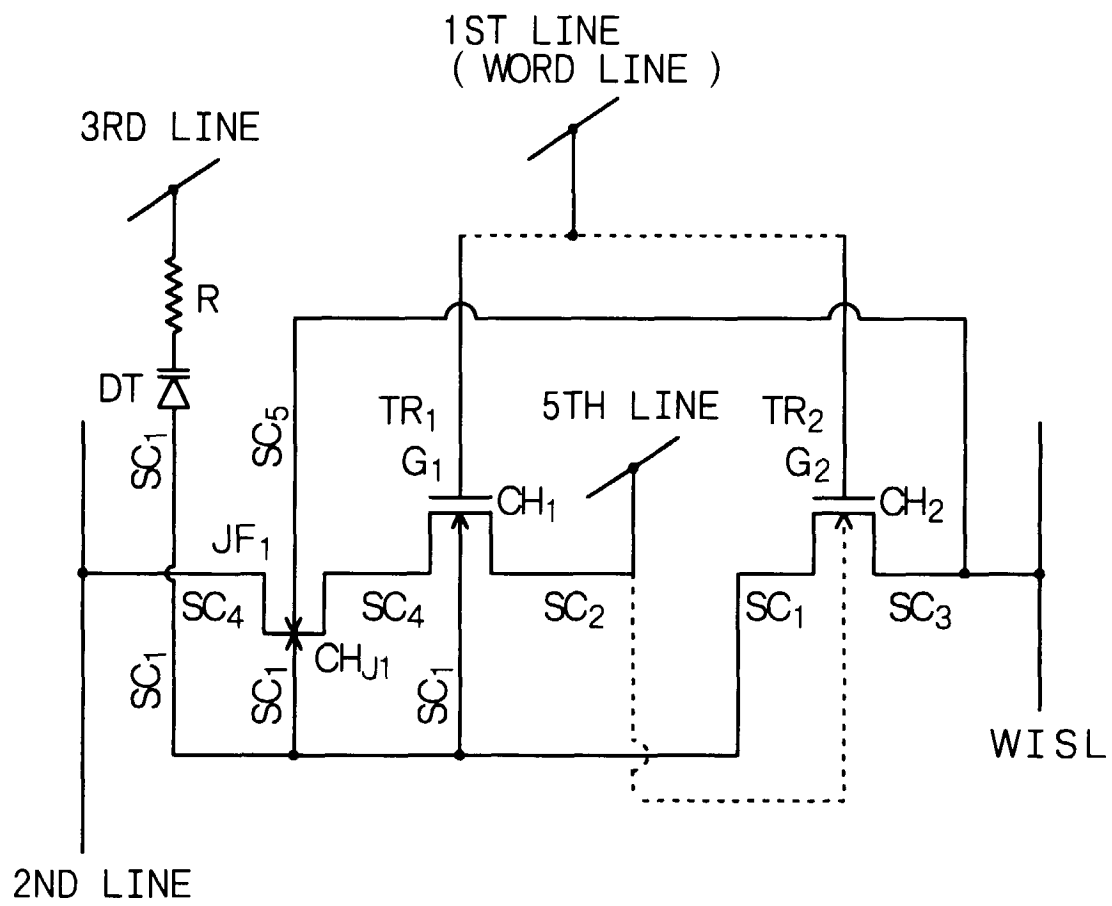 1ST LINE
( WORD LINE )
3RD LINE
R
DT
SC1
SC5
TR1
G1
CH1
5TH LINE
TR2
G2
CH2
JF1
SC4
SC4
SC2
SC1
SC3
CHJ1
SC1
SC1
SC1
WISL
2ND LINE